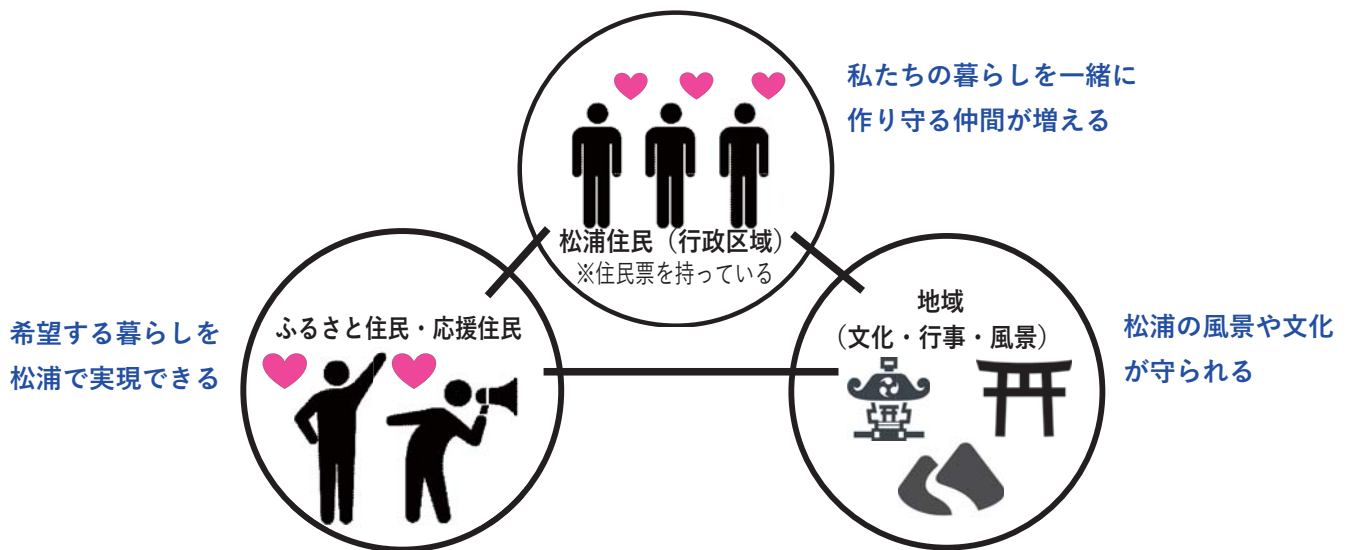 私たちの暮らしを一緒に
作り守る仲間が増える
松浦住民（行政区域）
※住民票を持っている
希望する暮らしを
松浦で実現できる
ふるさと住民・応援住民
地域
（文化・行事・風景）
松浦の風景や文化
が守られる